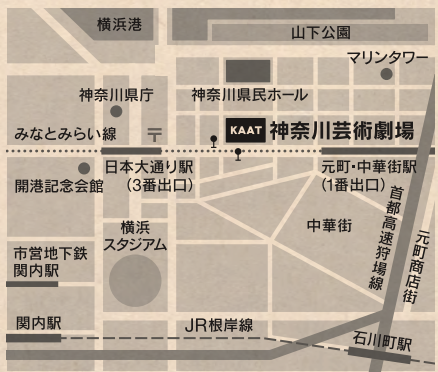 横浜港
山下公園
マリンタワー
神奈川県庁
神奈川県民ホール
みなとみらい線
〒
KAAT 神奈川芸術劇場
日本大通り駅
（3番出口）
元町・中華街駅
(1番出口)
開港記念会館
首都高速狩場線
横浜
スタジアム
中華街
元町商店街
市営地下鉄
関内駅
関内駅
JR根岸線
石川町駅